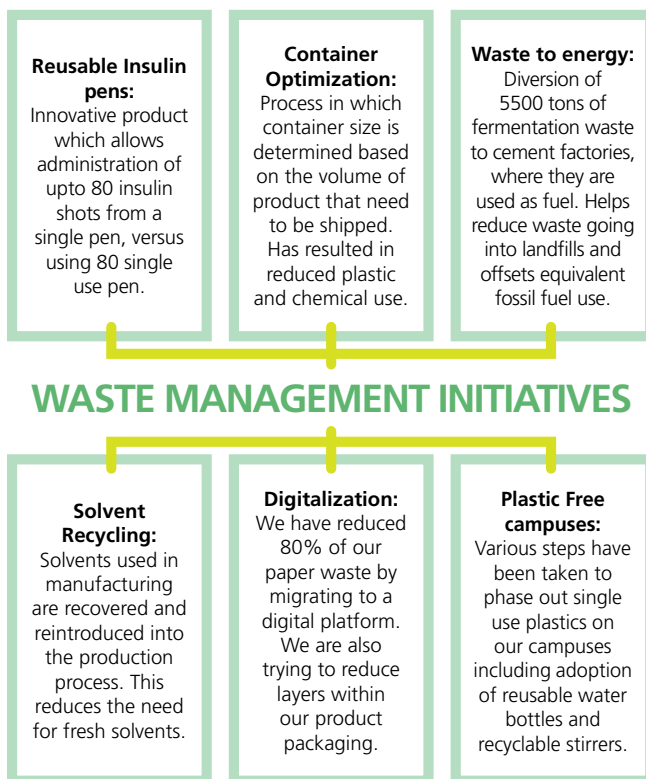 Reusable Insulin
pens:
Innovative product
which allows
administration of
upto 80 insulin
shots from a
single pen, versus
using 80 single
use pen.
Container
Optimization:
Process in which
container size is
determined based
on the volume of
product that need
to be shipped.
Has resulted in
reduced plastic
and chemical use.
Waste to energy:
Diversion of
5500 tons of
fermentation waste
to cement factories,
where they are
used as fuel. Helps
reduce waste going
into landfills and
offsets equivalent
fossil fuel use.
WASTE MANAGEMENT INITIATIVES
Solvent
Recycling:
Solvents used in
manufacturing
are recovered and
reintroduced into
the production
process. This
reduces the need
for fresh solvents.
Digitalization:
We have reduced
80% of our
paper waste by
migrating to a
digital platform.
We are also
trying to reduce
layers within
our product
packaging.
Plastic Free
campuses:
Various steps have
been taken to
phase out single
use plastics on
our campuses
including adoption
of reusable water
bottles and
recyclable stirrers.